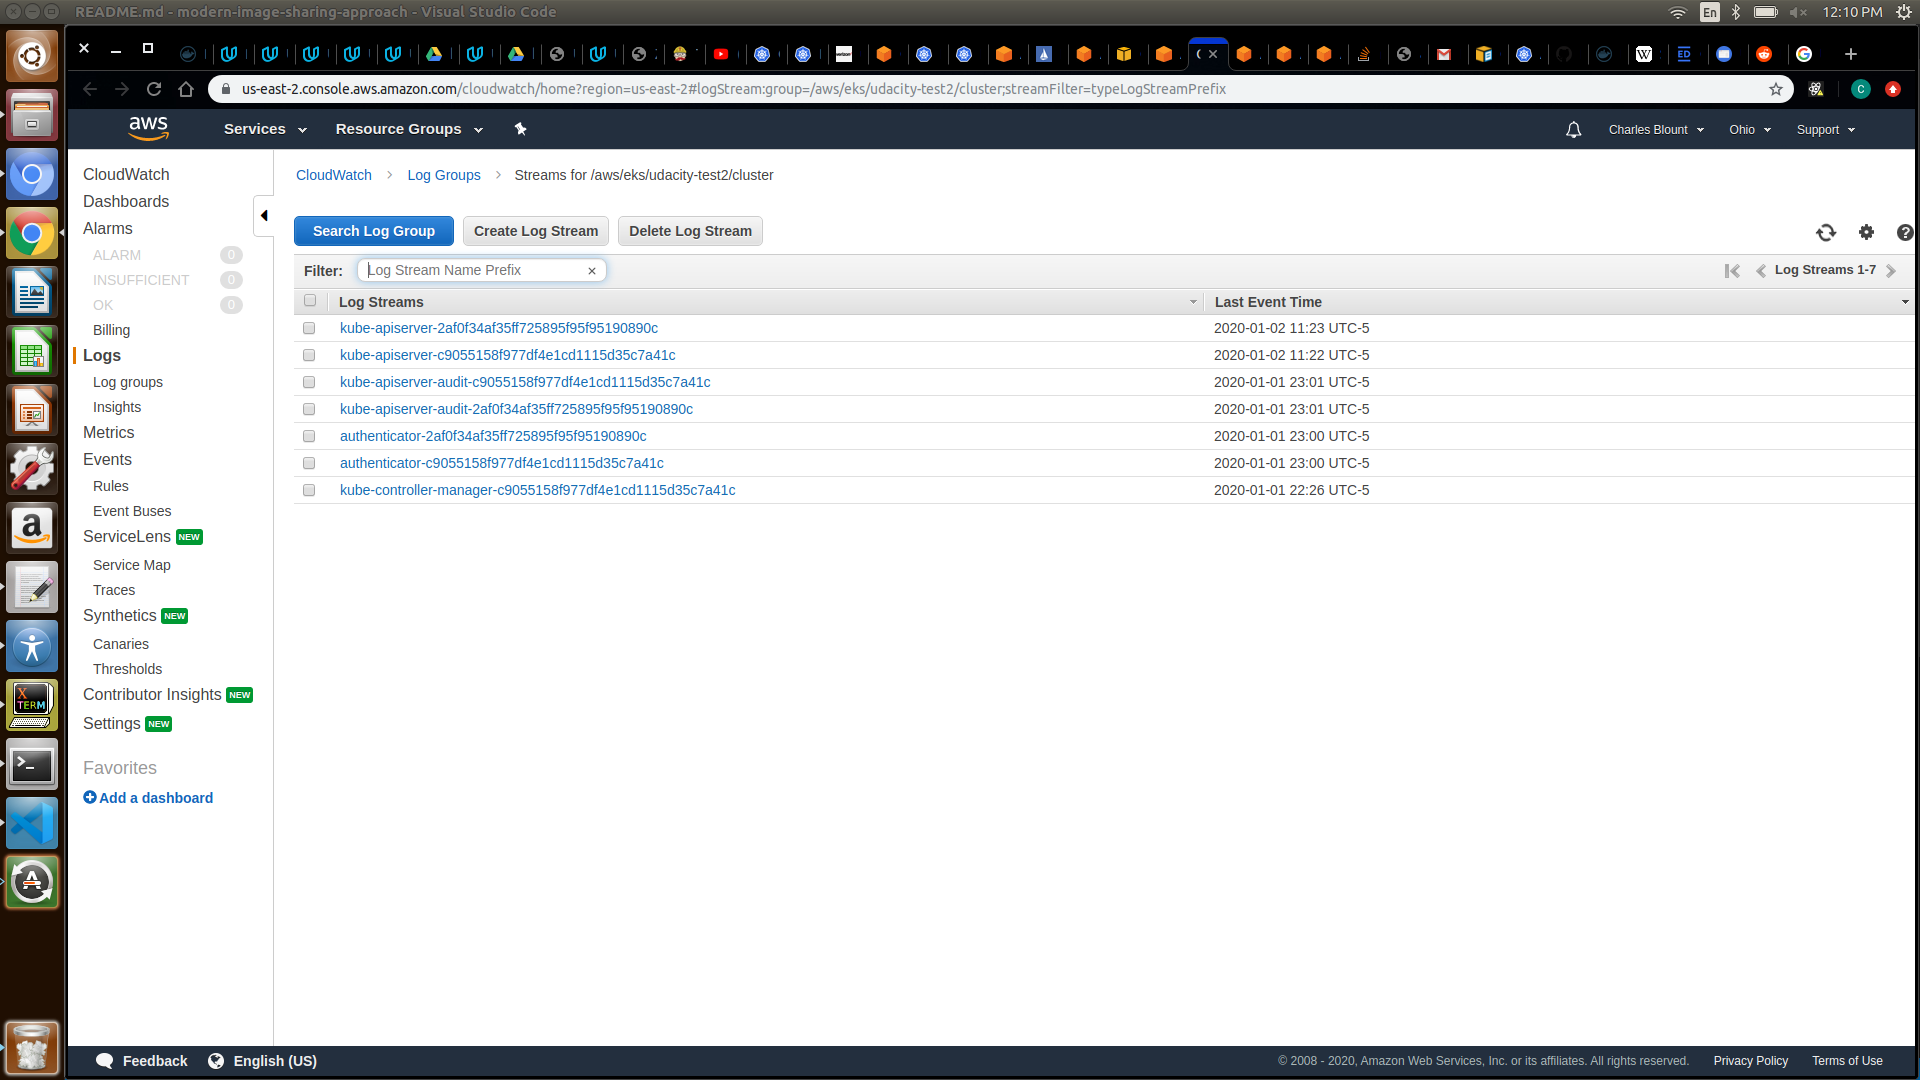 README.md - modern-image-sharing-approach - Visual Studio Code
En
12:10 PM
us-east-2.console.aws.amazon.com/cloudwatch/home?region=us-east-2#logStream:group=/aws/eks/udacity-test2/cluster;streamFilter=typeLogStreamPrefix
aws
Services
Resource Groups
Charles Blount
Ohio
Support
CloudWatch
Dashboards
Alarms
ALARM 0
INSUFFICIENT 0
OK 0
Billing
Logs
Log groups
Insights
Metrics
Events
Rules
Event Buses
ServiceLens NEW
Service Map
Traces
Synthetics NEW
Canaries
Thresholds
Contributor Insights NEW
Settings NEW
Favorites
Add a dashboard
CloudWatch > Log Groups > Streams for /aws/eks/udacity-test2/cluster
Search Log Group
Create Log Stream
Delete Log Stream
Filter: Log Stream Name Prefix ×
Log Streams 1-7
Log Streams Last Event Time
kube-apiserver-2af0f34af35ff725895f95f95190890c 2020-01-02 11:23 UTC-5
kube-apiserver-c9055158f977df4e1cd1115d35c7a41c 2020-01-02 11:22 UTC-5
kube-apiserver-audit-c9055158f977df4e1cd1115d35c7a41c 2020-01-01 23:01 UTC-5
kube-apiserver-audit-2af0f34af35ff725895f95f95190890c 2020-01-01 23:01 UTC-5
authenticator-2af0f34af35ff725895f95f95190890c 2020-01-01 23:00 UTC-5
authenticator-c9055158f977df4e1cd1115d35c7a41c 2020-01-01 23:00 UTC-5
kube-controller-manager-c9055158f977df4e1cd1115d35c7a41c 2020-01-01 22:26 UTC-5
Feedback
English (US)
© 2008 - 2020, Amazon Web Services, Inc. or its affiliates. All rights reserved.
Privacy Policy
Terms of Use